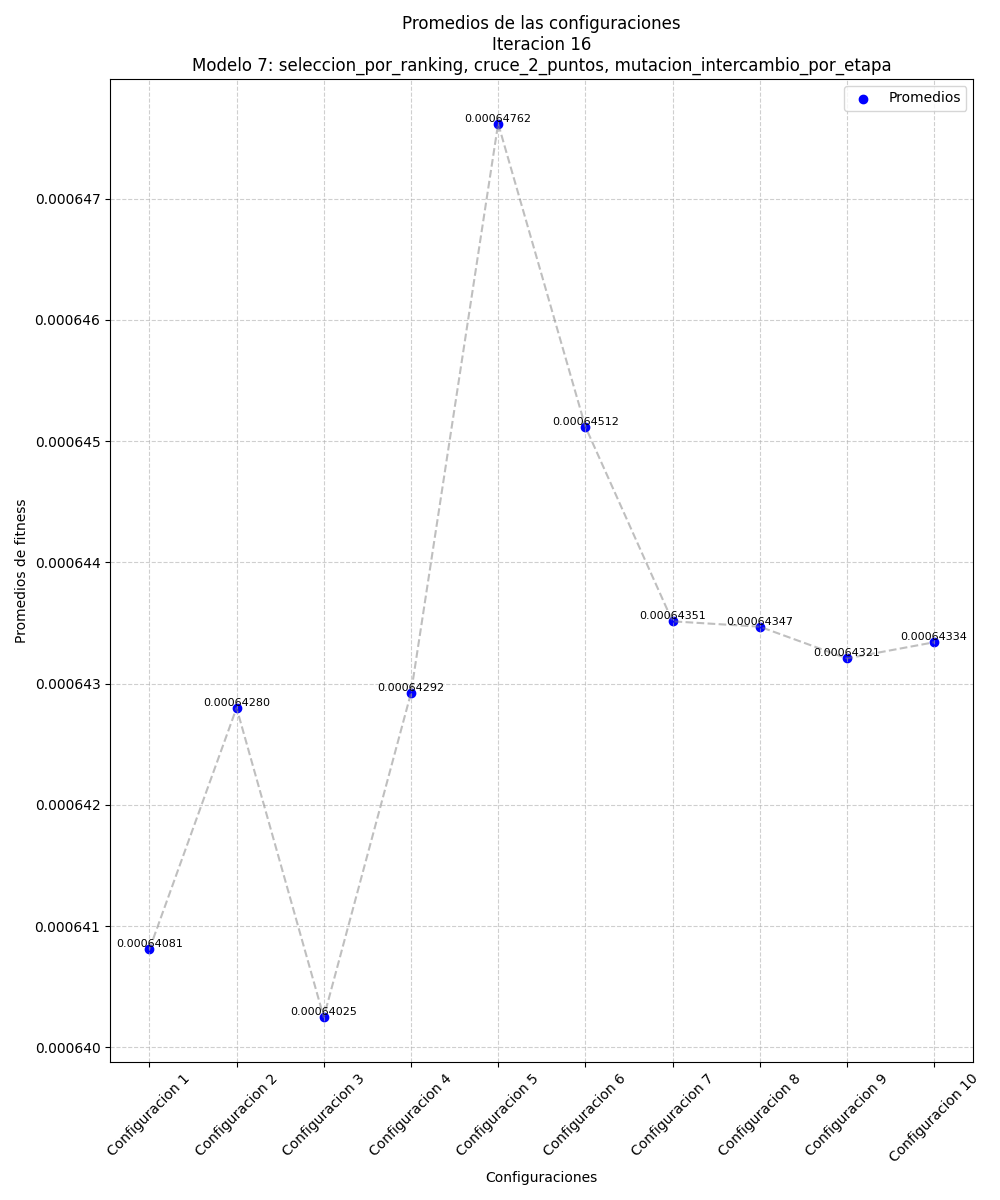 Promedios de las configuraciones
Iteracion 16
Modelo 7: seleccion_por_ranking, cruce_2_puntos, mutacion_intercambio_por_etapa
Promedios
0.00064762
0.000647
0.000646
0.00064512
0.000645
0.000644
0.00064351
0.00064347
0.00064321
0.00064334
0.000643
0.00064292
0.00064280
0.000642
0.000641
0.00064081
0.00064025
0.000640
Promedios de fitness
Configuracion 1
Configuracion 2
Configuracion 3
Configuracion 4
Configuracion 5
Configuracion 6
Configuracion 7
Configuracion 8
Configuracion 9
Configuracion 10
Configuraciones